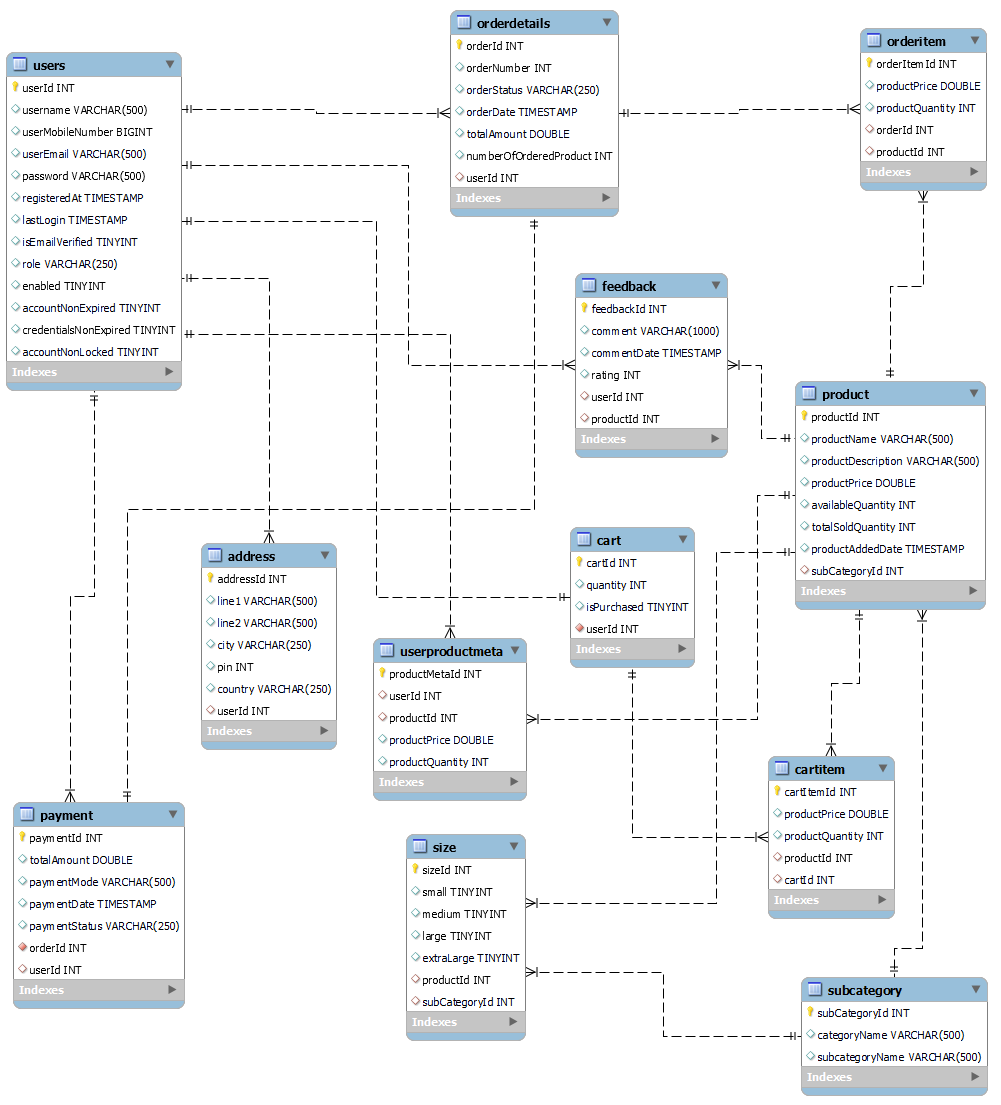 users
userId INT
username VARCHAR(500)
userMobileNumber BIGINT
userEmail VARCHAR(500)
password VARCHAR(500)
registeredAt TIMESTAMP
lastLogin TIMESTAMP
isEmailVerified TINYINT
role VARCHAR(250)
enabled TINYINT
accountNonExpired TINYINT
credentialsNonExpired TINYINT
accountNonLocked TINYINT
Indexes
orderdetails
orderId INT
orderNumber INT
orderStatus VARCHAR(250)
orderDate TIMESTAMP
totalAmount DOUBLE
numberOfOrderedProduct INT
userId INT
Indexes
orderitem
orderItemId INT
productPrice DOUBLE
productQuantity INT
orderId INT
productId INT
Indexes
feedback
feedbackId INT
comment VARCHAR(1000)
commentDate TIMESTAMP
rating INT
userId INT
productId INT
Indexes
product
productId INT
productName VARCHAR(500)
productDescription VARCHAR(500)
productPrice DOUBLE
availableQuantity INT
totalSoldQuantity INT
productAddedDate TIMESTAMP
subCategoryId INT
Indexes
address
addressId INT
line1 VARCHAR(500)
line2 VARCHAR(500)
city VARCHAR(250)
pin INT
country VARCHAR(250)
userId INT
Indexes
cart
cartId INT
quantity INT
isPurchased TINYINT
userId INT
Indexes
userproductmeta
productMetaId INT
userId INT
productId INT
productPrice DOUBLE
productQuantity INT
Indexes
cartitem
cartItemId INT
productPrice DOUBLE
productQuantity INT
productId INT
cartId INT
Indexes
payment
paymentId INT
totalAmount DOUBLE
paymentMode VARCHAR(500)
paymentDate TIMESTAMP
paymentStatus VARCHAR(250)
orderId INT
userId INT
Indexes
size
sizeId INT
small TINYINT
medium TINYINT
large TINYINT
extraLarge TINYINT
productId INT
subCategoryId INT
Indexes
subcategory
subCategoryId INT
categoryName VARCHAR(500)
subcategoryName VARCHAR(500)
Indexes